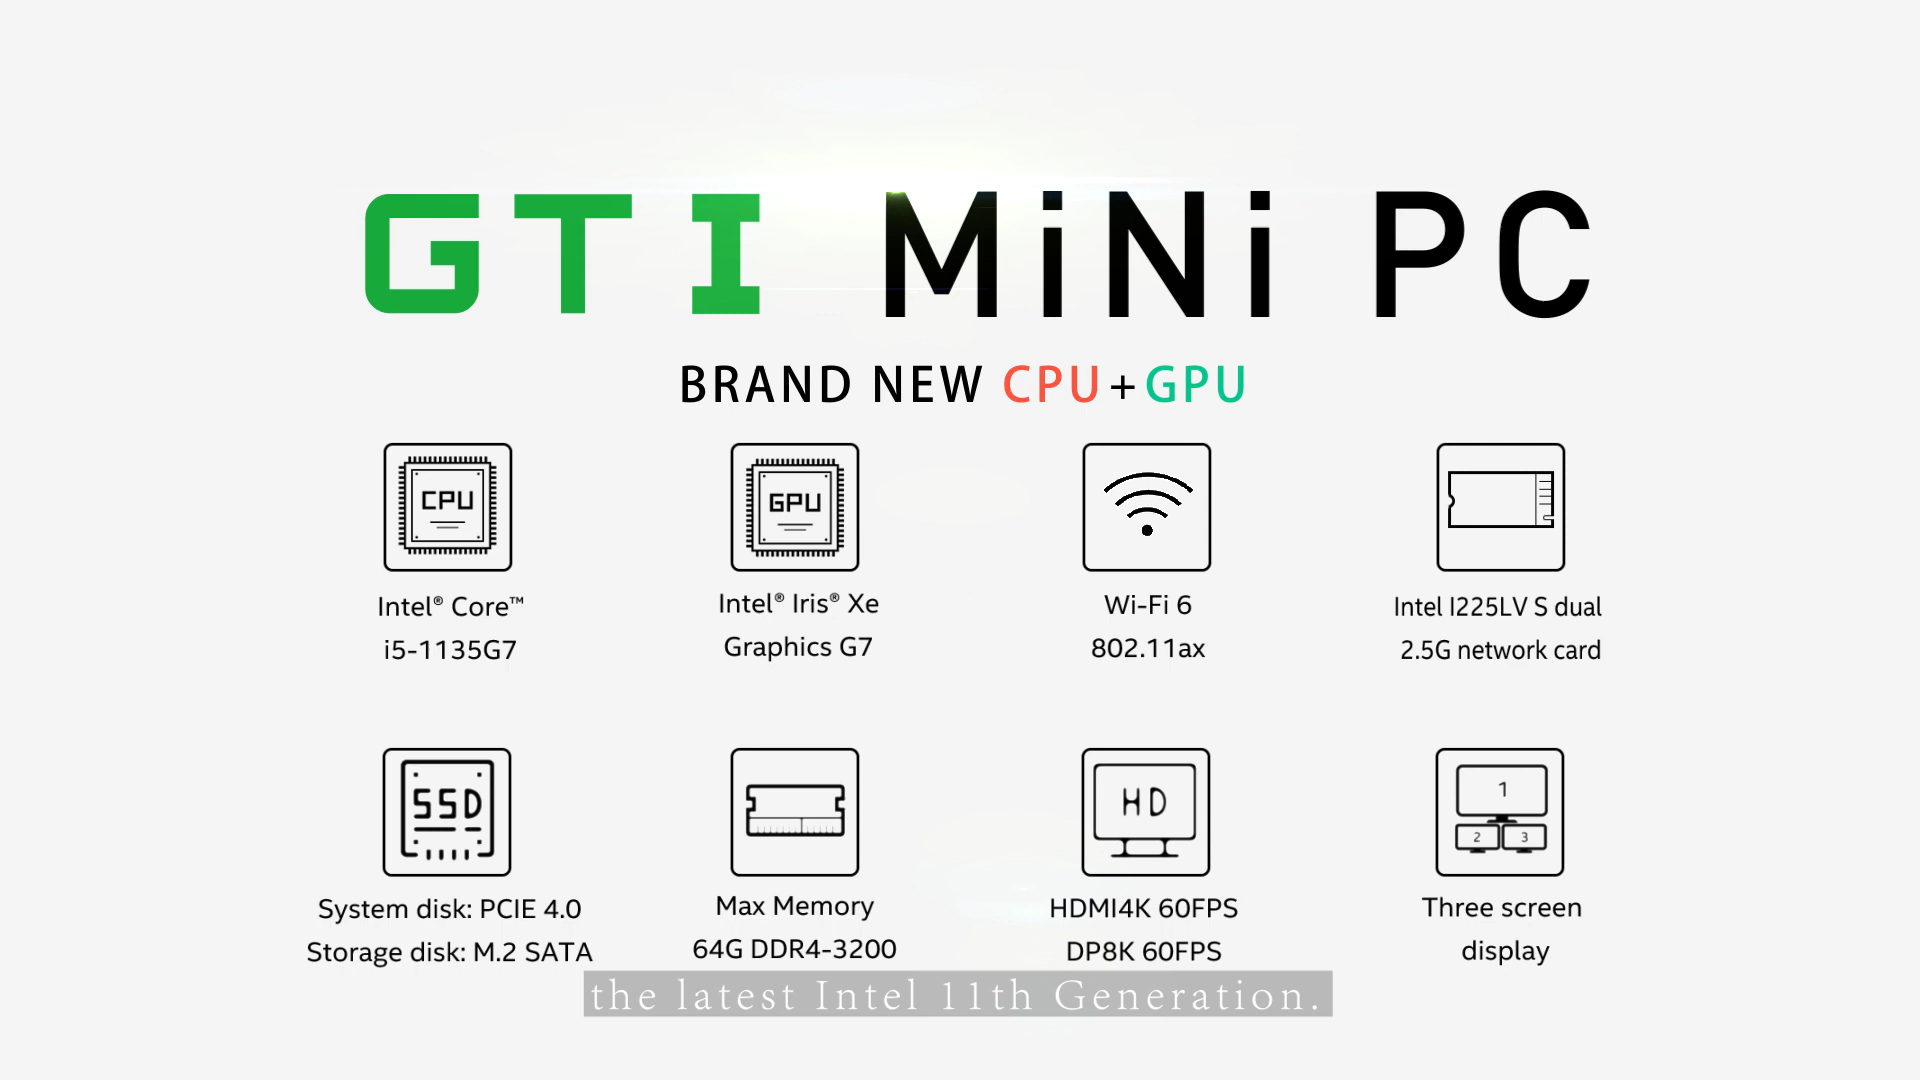 GTI MiNi PC
BRAND NEW CPU+GPU
CPU
GPU
Intel® Core™
i5-1135G7
Intel® Iris® Xe
Graphics G7
Wi-Fi 6
802.11ax
Intel I225LV S dual
2.5G network card
SSD
HD
1
2
3
System disk: PCIE 4.0
Storage disk: M.2 SATA
Max Memory
64G DDR4-3200
HDMI4K 60FPS
DP8K 60FPS
Three screen
display
the latest Intel 11th Generation.